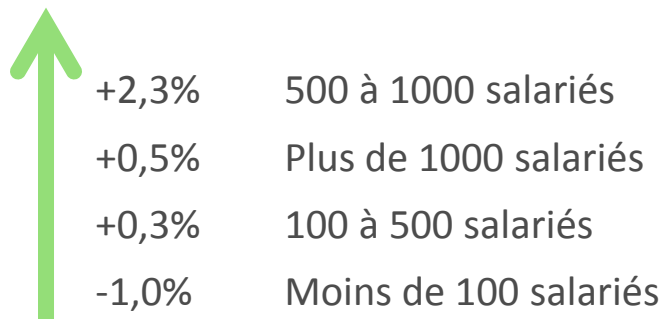 +2,3% 500 à 1000 salariés
+0,5% Plus de 1000 salariés
+0,3% 100 à 500 salariés
-1,0% Moins de 100 salariés